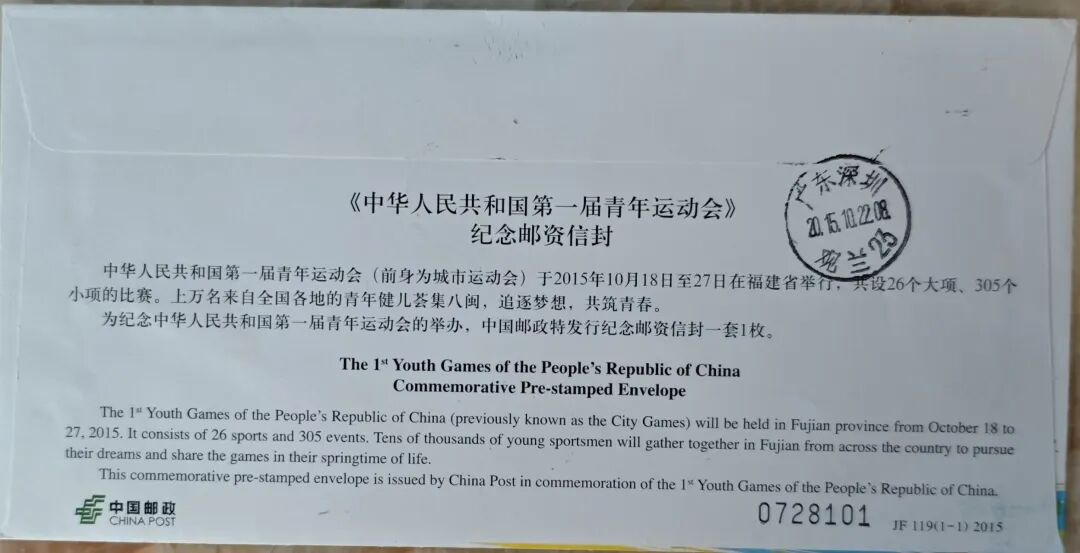 《中华人民共和国第一届青年运动会》
纪念邮资信封
广东深圳
2015.10.22.08
中华人民共和国第一届青年运动会（前身为城市运动会）于2015年10月18日至27日在福建省举行，共设26个大项、305个
小项的比赛。上万名来自全国各地的青年健儿荟集八闽，追逐梦想，共筑青春。
为纪念中华人民共和国第一届青年运动会的举办，中国邮政特发行纪念邮资信封一套1枚。
The 1st Youth Games of the People's Republic of China
Commemorative Pre-stamped Envelope
The 1st Youth Games of the People's Republic of China (previously known as the City Games) will be held in Fujian province from October 18 to
27, 2015. It consists of 26 sports and 305 events. Tens of thousands of young sportsmen will gather together in Fujian from across the country to pursue
their dreams and share the games in their springtime of life.
This commemorative pre-stamped envelope is issued by China Post in commemoration of the 1st Youth Games of the People's Republic of China.
中国邮政
CHINA POST
0728101
JF 119(1-1) 2015